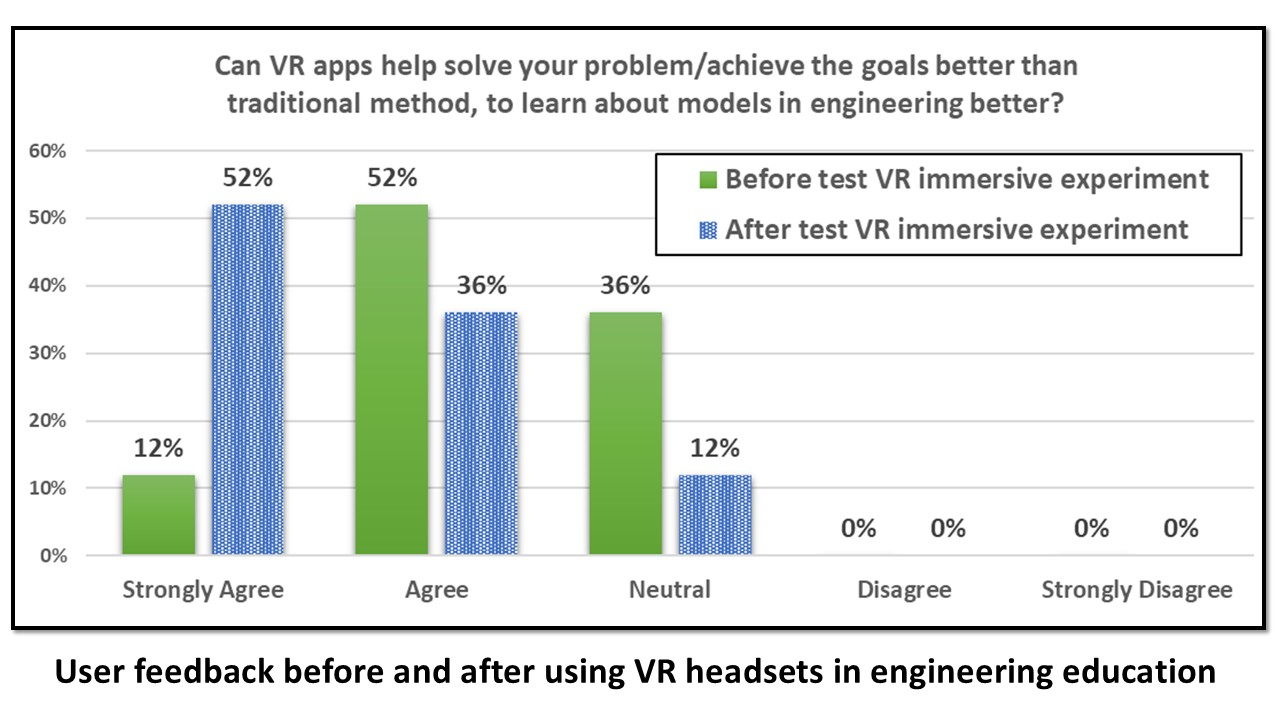 Can VR apps help solve your problem/achieve the goals better than
traditional method, to learn about models in engineering better?
60%
50%
40%
30%
20%
10%
0%
Before test VR immersive experiment
After test VR immersive experiment
12%
52%
52%
36%
36%
12%
0%
0%
0%
0%
Strongly Agree
Agree
Neutral
Disagree
Strongly Disagree
User feedback before and after using VR headsets in engineering education